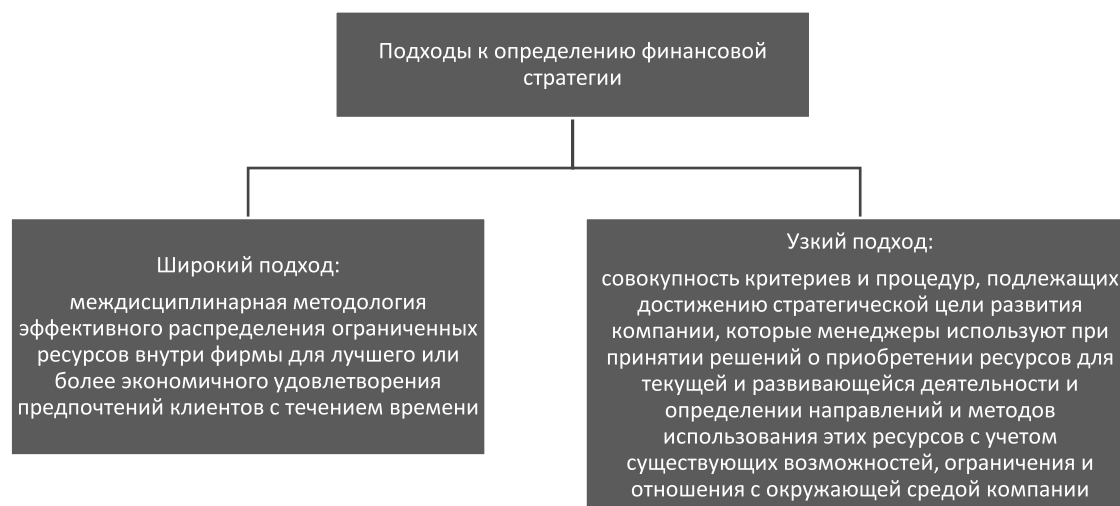 Подходы к определению финансовой
стратегии
Широкий подход:
междисциплинарная методология
эффективного распределения ограниченных
ресурсов внутри фирмы для лучшего или
более экономичного удовлетворения
предпочтений клиентов с течением времени
Узкий подход:
совокупность критериев и процедур, подлежащих
достижению стратегической цели развития
компании, которые менеджеры используют при
принятии решений о приобретении ресурсов для
текущей и развивающейся деятельности и
определении направлений и методов
использования этих ресурсов с учетом
существующих возможностей, ограничения и
отношения с окружающей средой компании